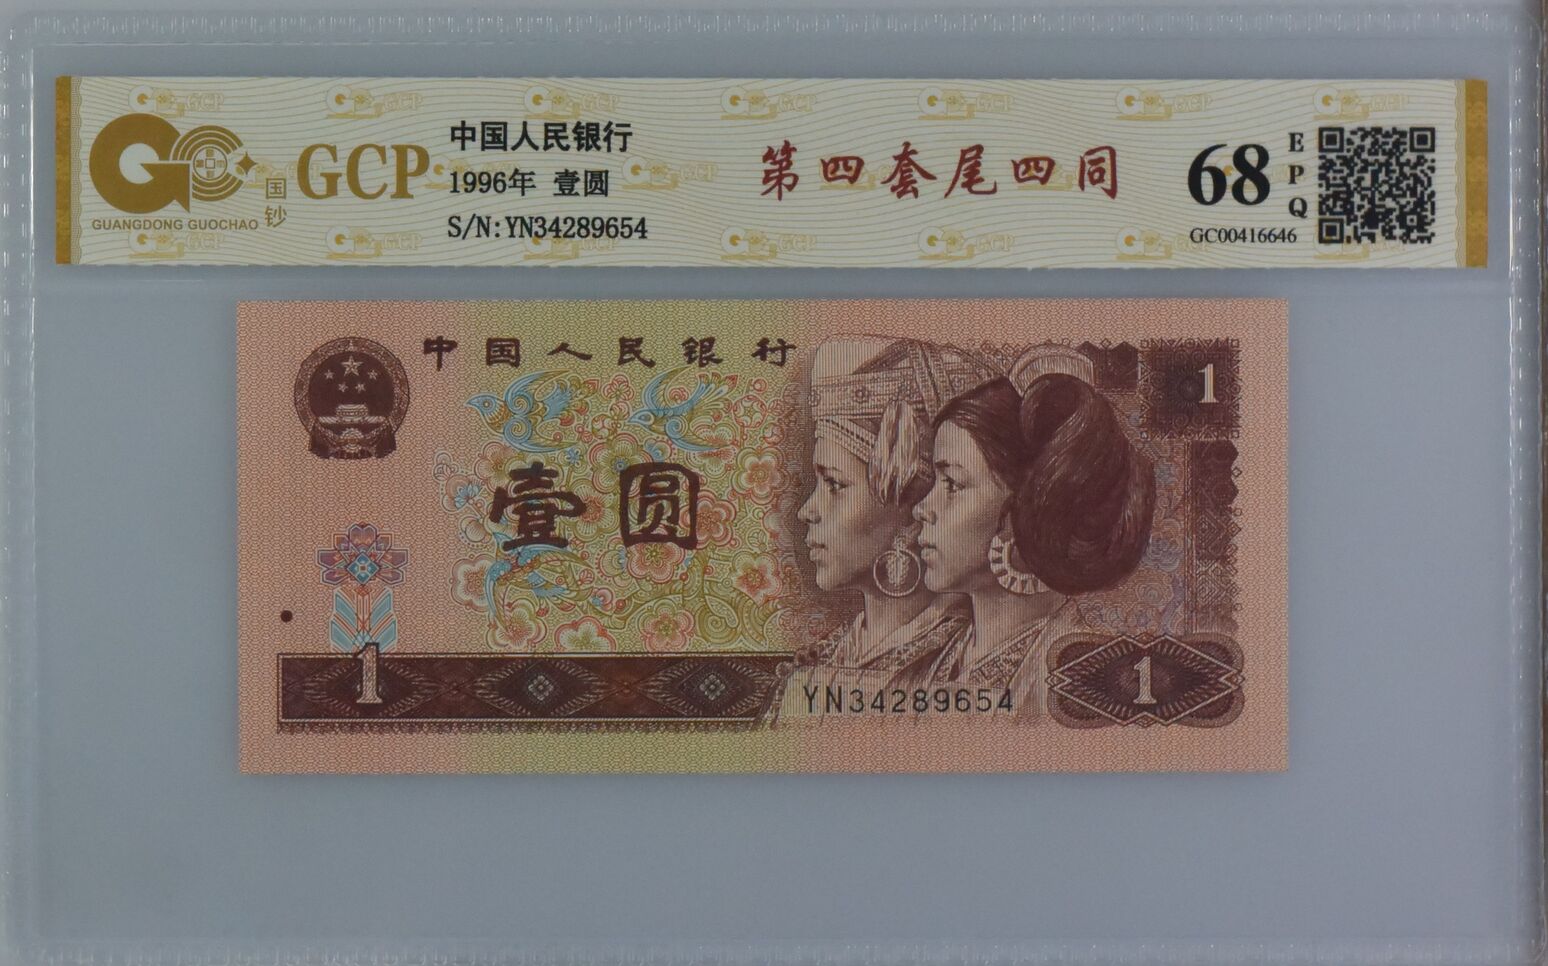 GCP
国钞
GUANGDONG GUOCHAO
中国人民银行
1996年 壹圆
S/N:YN34289654
第四套尾四同
68
EPQ
GC00416646
中国人民银行
1
壹圆
1
YN34289654
1